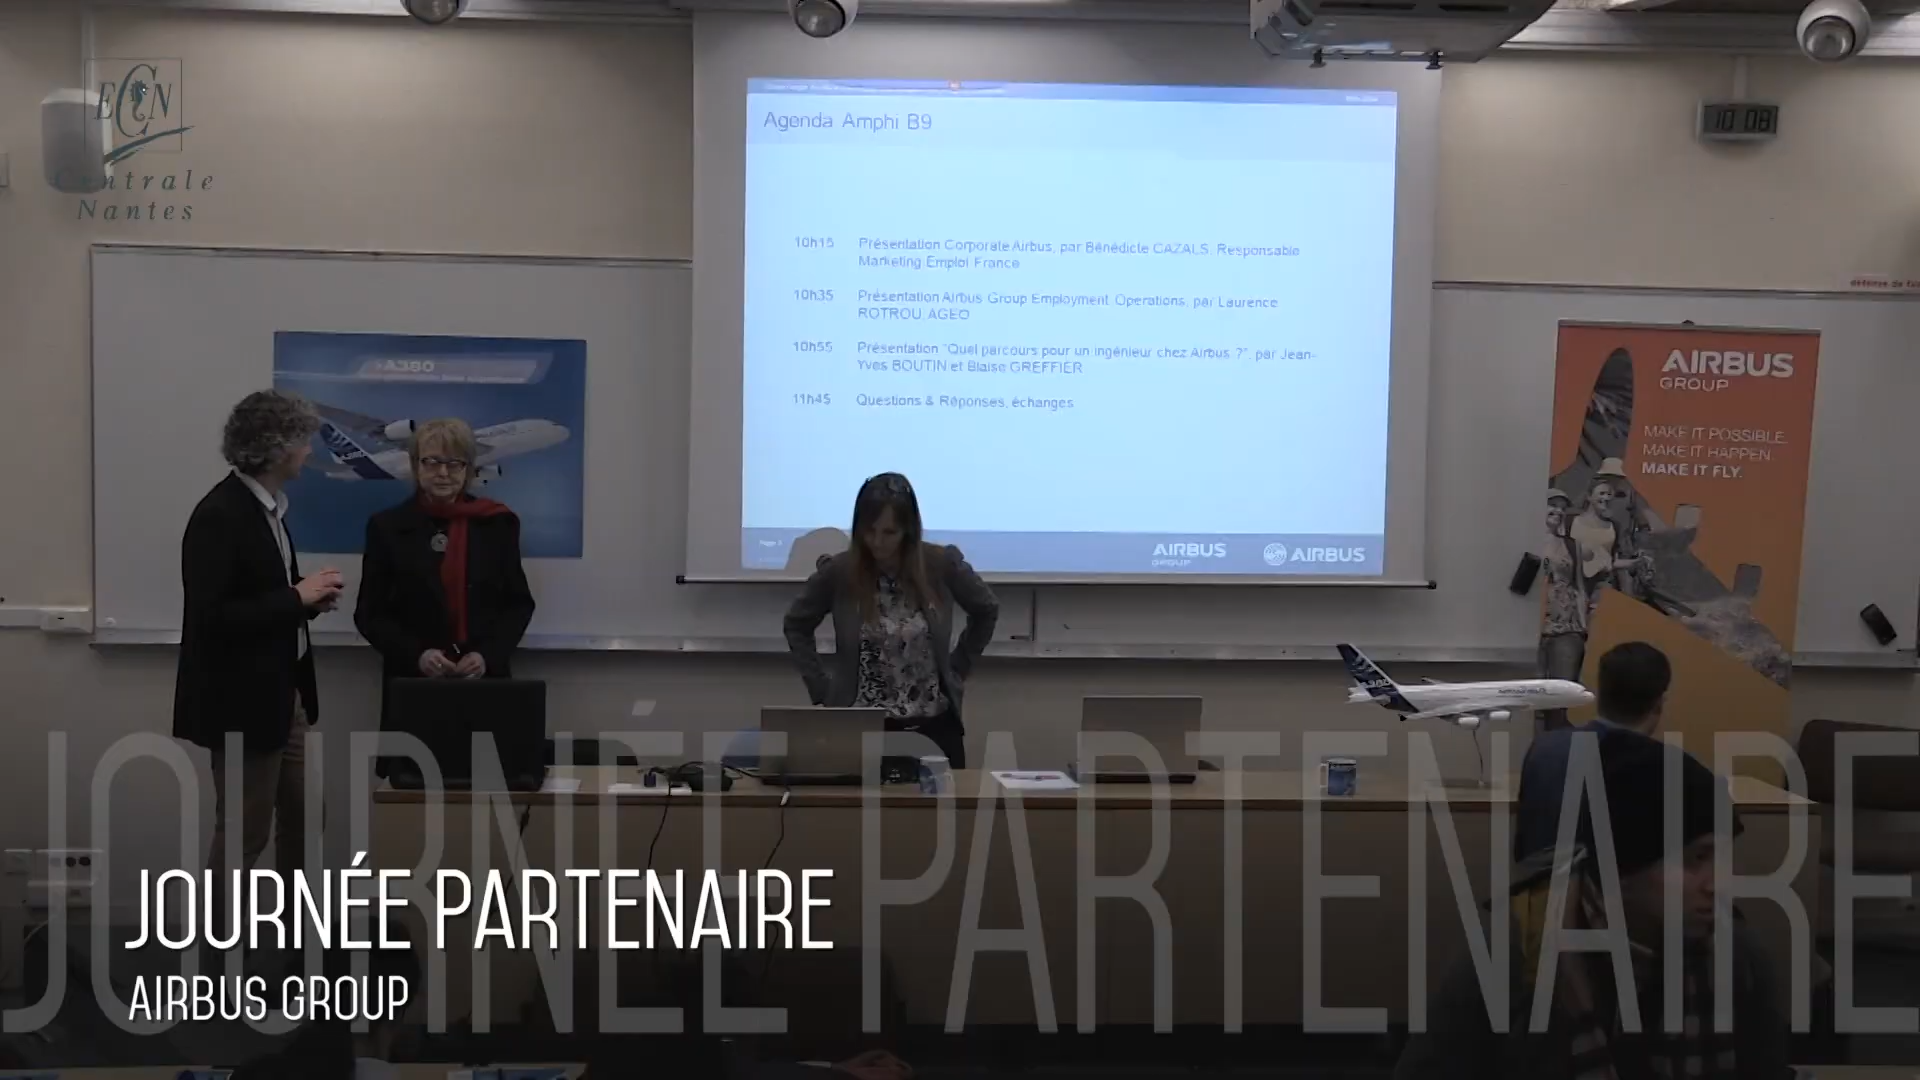 ECN
Centrale
Nantes
Agenda Amphi B9
10h15 Présentation Corporate Airbus, par Bénédicte CAZALS, Responsable
Marketing Emploi France
10h35 Présentation Airbus Group Employment Operations, par Laurence
ROTROU, AGEO
10h55 Présentation "Quel parcours pour un ingénieur chez Airbus ?", par Jean-
Yves BOUTIN et Blaise GREFFIER
11h45 Questions & Réponses, échanges
AIRBUS
GROUP
AIRBUS
10 08
A380
AIRBUS
GROUP
MAKE IT POSSIBLE.
MAKE IT HAPPEN.
MAKE IT FLY.
JOURNÉE PARTENAIRE
JOURNÉE PARTENAIRE
AIRBUS GROUP